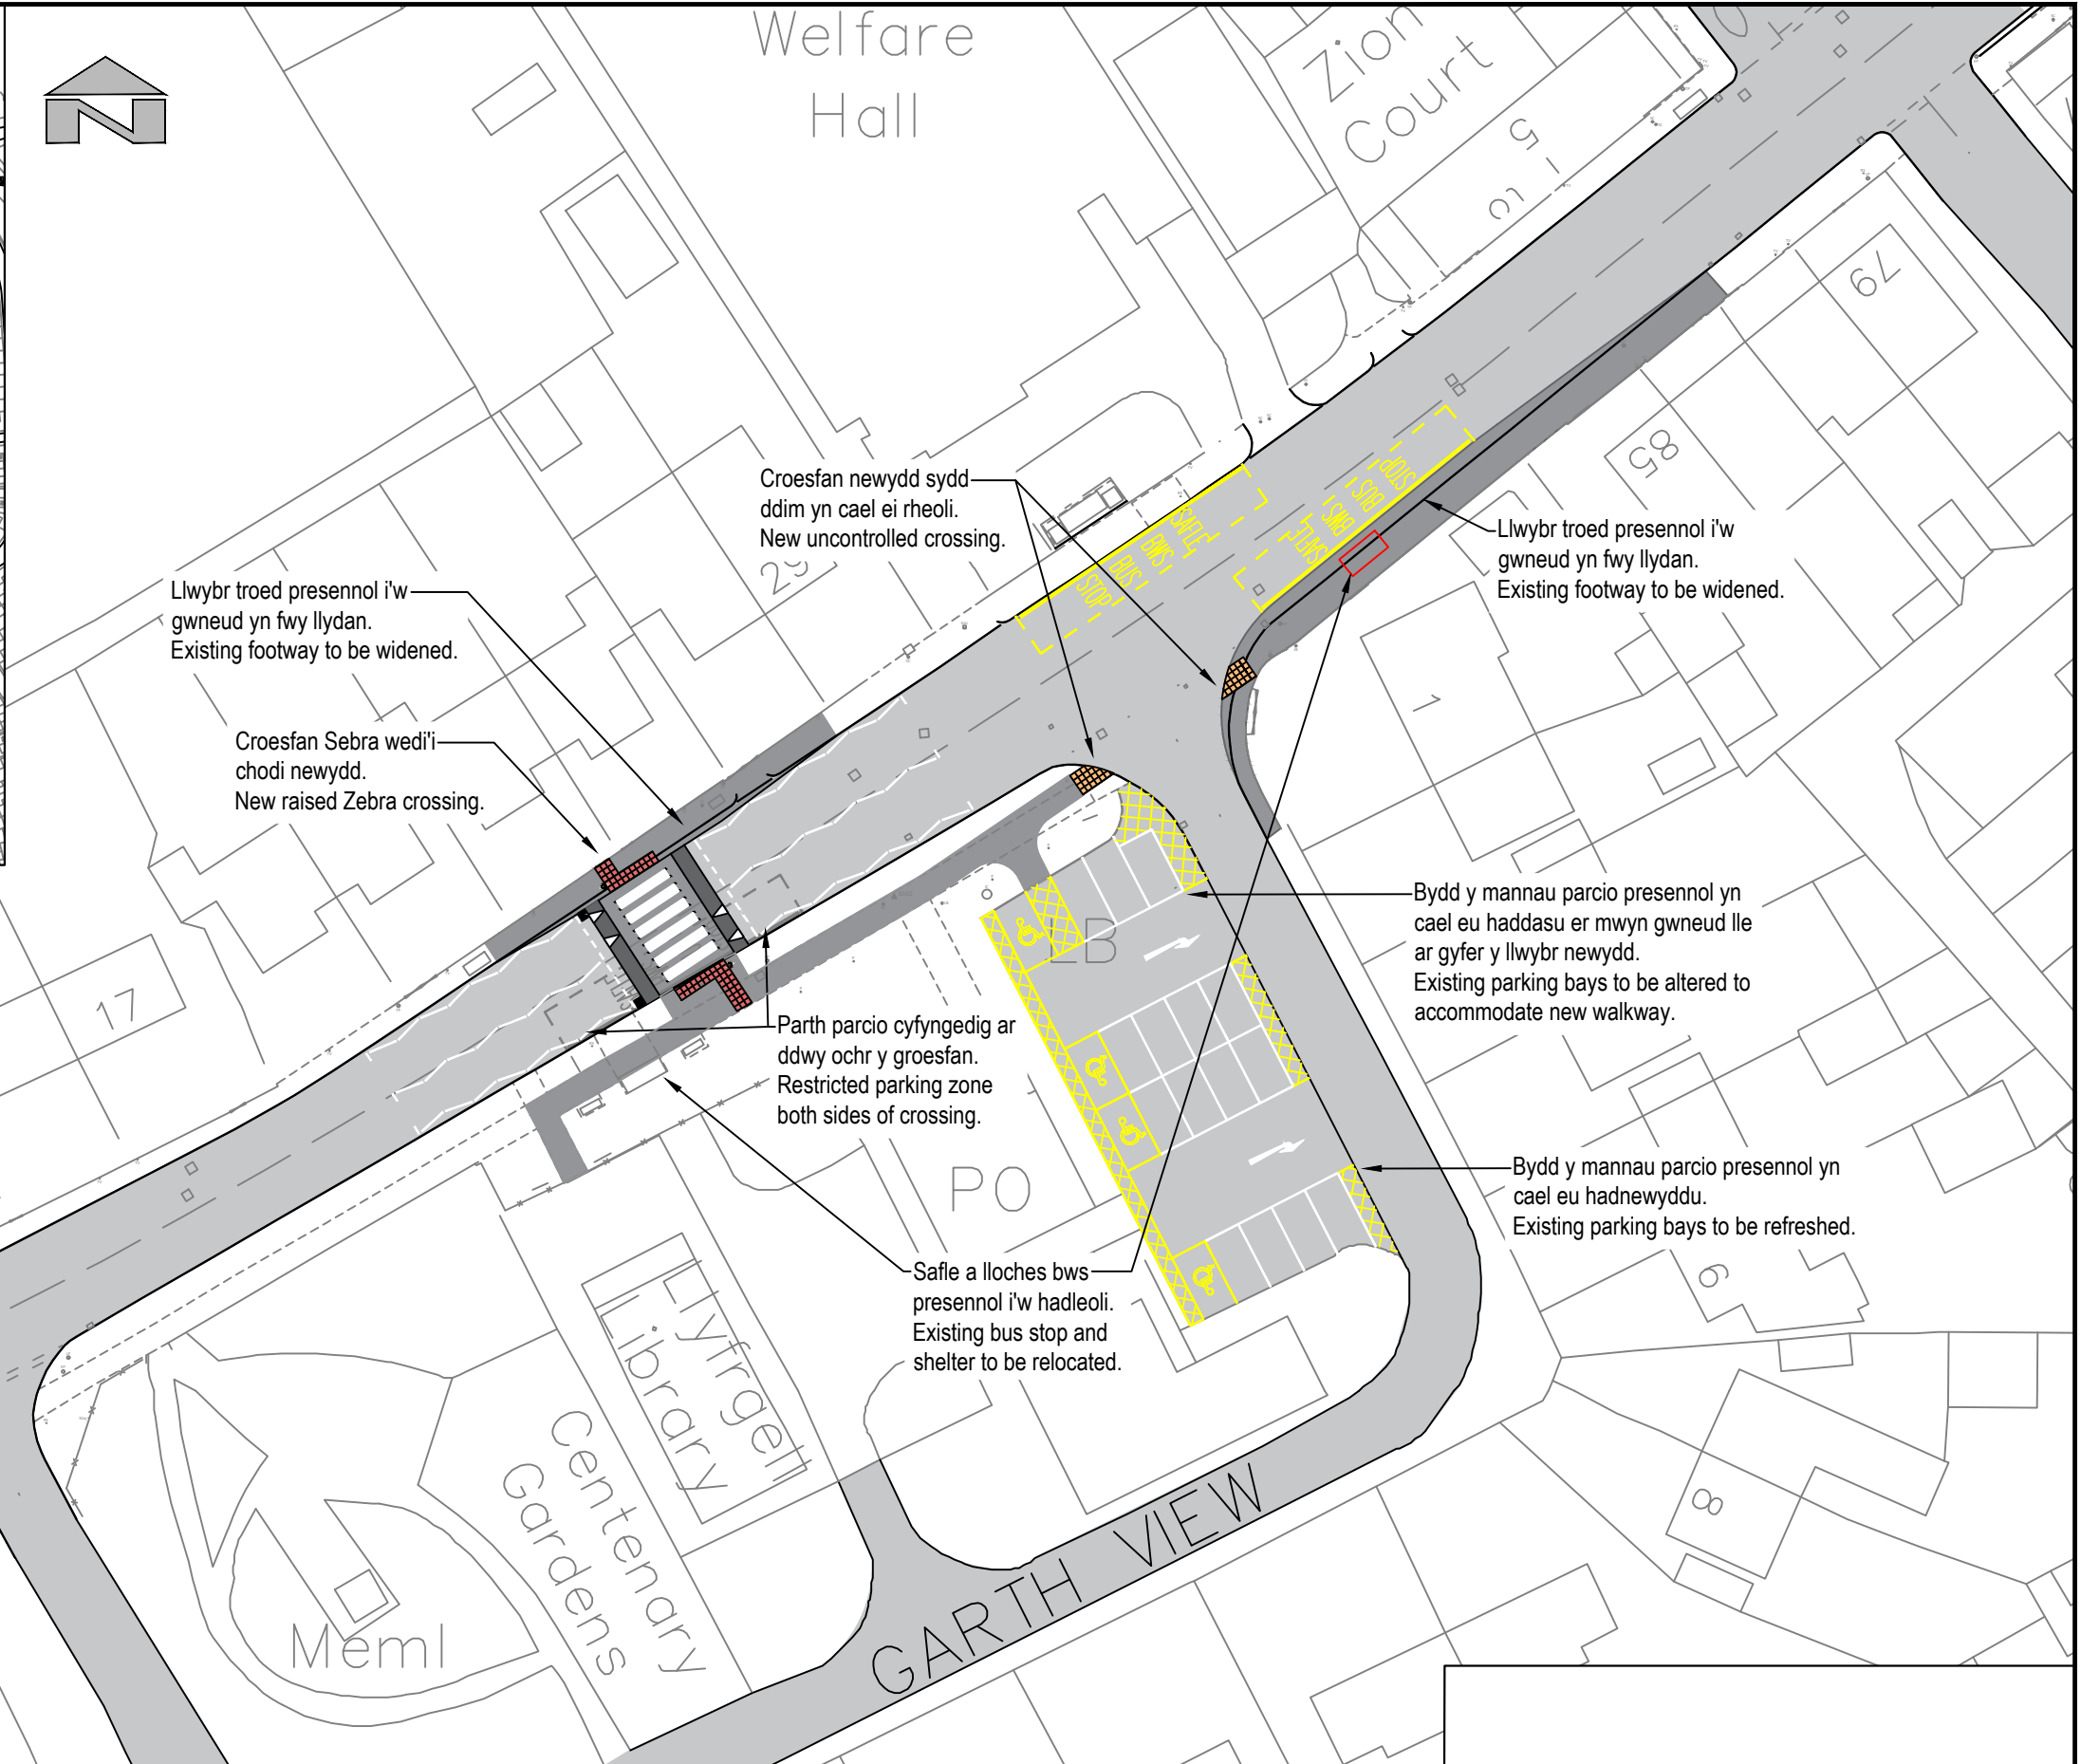 N
Welfare
Hall
Zion
Court
79
85
29
Croesfan newydd sydd
ddim yn cael ei rheoli.
New uncontrolled crossing.
SAFLE
BWS
BUS
STOP
STOP
BUS
BWS
SAFLE
Llwybr troed presennol i'w
gwneud yn fwy llydan.
Existing footway to be widened.
Llwybr troed presennol i'w
gwneud yn fwy llydan.
Existing footway to be widened.
Croesfan Sebra wedi'i
chodi newydd.
New raised Zebra crossing.
1
17
LB
Bydd y mannau parcio presennol yn
cael eu haddasu er mwyn gwneud lle
ar gyfer y llwybr newydd.
Existing parking bays to be altered to
accommodate new walkway.
Parth parcio cyfyngedig ar
ddwy ochr y groesfan.
Restricted parking zone
both sides of crossing.
PO
Bydd y mannau parcio presennol yn
cael eu hadnewyddu.
Existing parking bays to be refreshed.
Safle a lloches bws
presennol i'w hadleoli.
Existing bus stop and
shelter to be relocated.
Llyfrgell
Library
Centenary
Gardens
Meml
8
GARTH VIEW